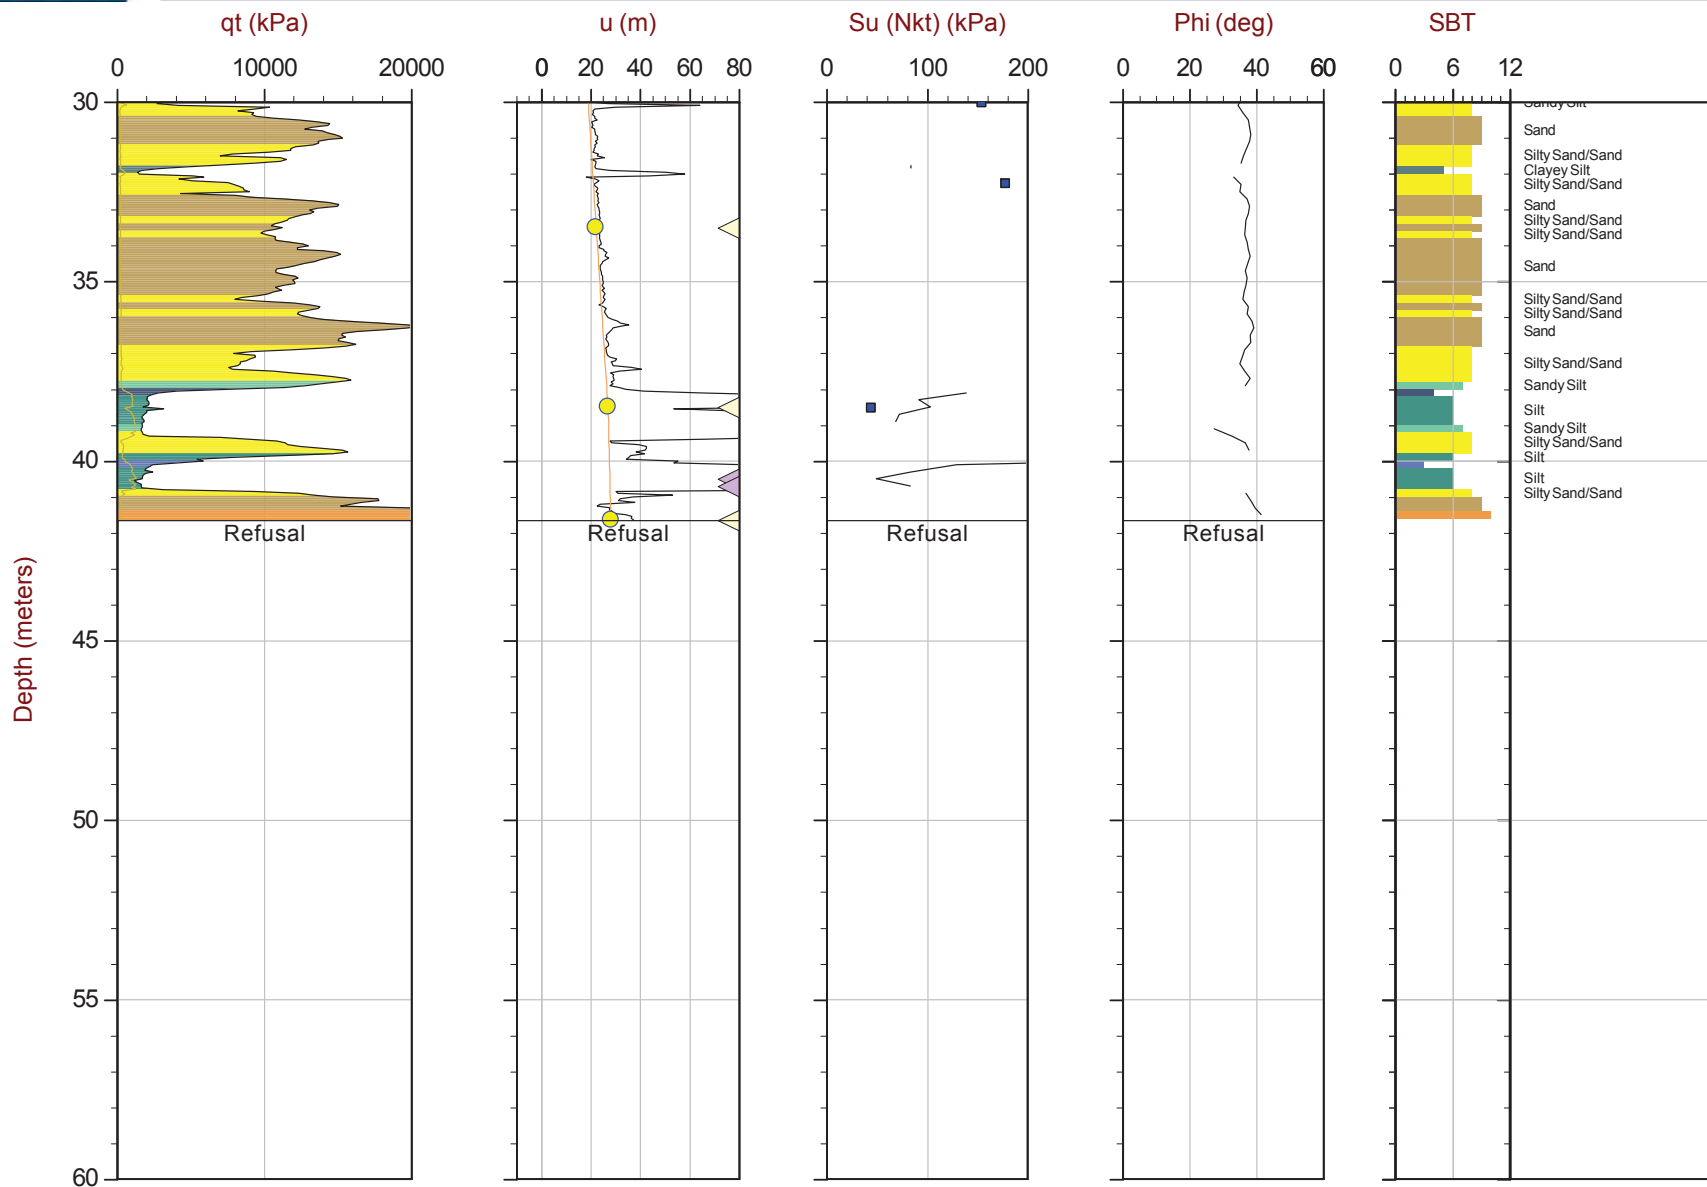 qt (kPa) u (m) Su (Nkt) (kPa) Phi (deg) SBT
0 10000 20000 0 20 40 60 80 0 100 200 0 20 40 60 0 6 12
30
Sandy Silt
Sand
Silty Sand/Sand
Clayey Silt
Silty Sand/Sand
Sand
Silty Sand/Sand
Silty Sand/Sand
Sand
35
Silty Sand/Sand
Silty Sand/Sand
Sand
Silty Sand/Sand
Sandy Silt
Silt
Sandy Silt
Silty Sand/Sand
Silt
40
Silt
Silty Sand/Sand
Refusal Refusal Refusal Refusal
Depth (meters)
45
50
55
60